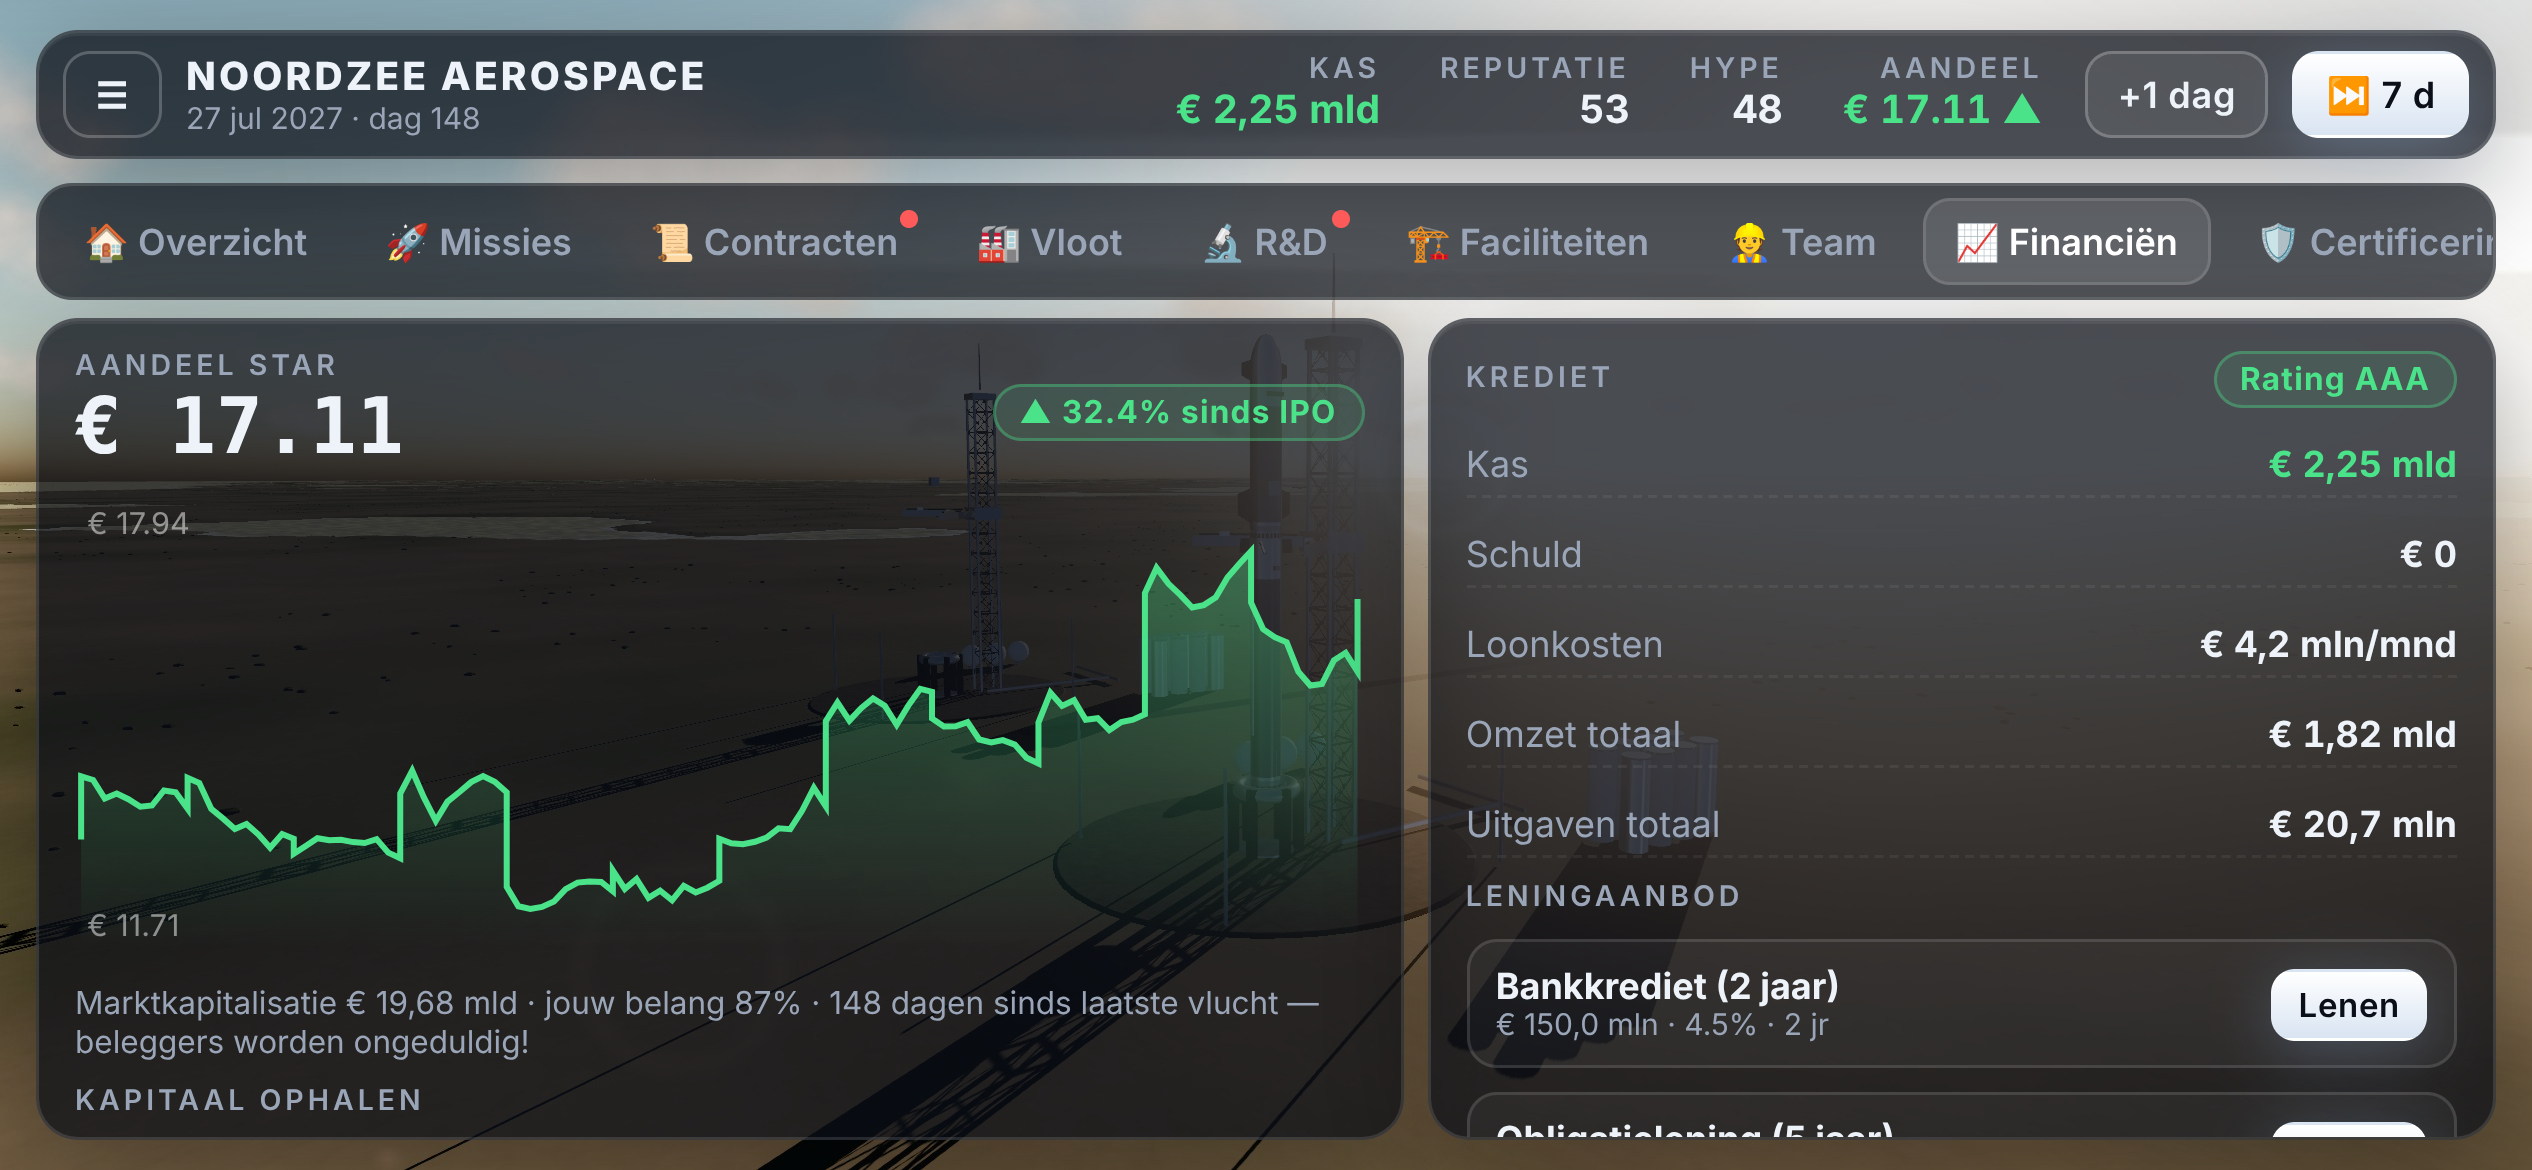 ☰
NOORDZEE AEROSPACE
27 jul 2027 · dag 148
KAS
€ 2,25 mld
REPUTATIE
53
HYPE
48
AANDEEL
€ 17.11 ▲
+1 dag
⏭ 7 d
🏠 Overzicht
🚀 Missies
📜 Contracten
🏭 Vloot
🔬 R&D
🏗 Faciliteiten
👷 Team
📈 Financiën
🛡 Certificerin
AANDEEL STAR
€ 17.11
▲ 32.4% sinds IPO
€ 17.94
€ 11.71
Marktkapitalisatie € 19,68 mld · jouw belang 87% · 148 dagen sinds laatste vlucht —
beleggers worden ongeduldig!
KAPITAAL OPHALEN
KREDIET
Rating AAA
Kas € 2,25 mld
Schuld € 0
Loonkosten € 4,2 mln/mnd
Omzet totaal € 1,82 mld
Uitgaven totaal € 20,7 mln
LENINGAANBOD
Bankkrediet (2 jaar)
€ 150,0 mln · 4.5% · 2 jr
Lenen
Obligatielening (5 jaar)